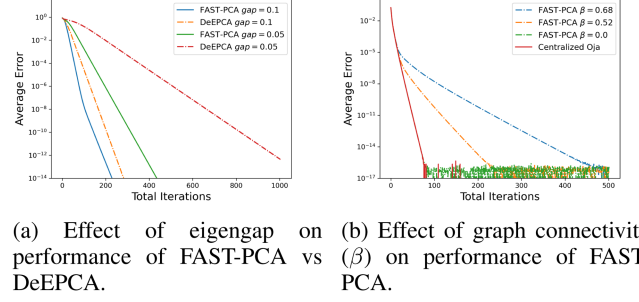 10⁰
10⁻²
10⁻⁴
10⁻⁶
10⁻⁸
10⁻¹⁰
10⁻¹²
10⁻¹⁴
Average Error
FAST-PCA gap = 0.1
DeEPCA gap = 0.1
FAST-PCA gap = 0.05
DeEPCA gap = 0.05
0 200 400 600 800 1000
Total Iterations
10⁻²
10⁻⁵
10⁻⁸
10⁻¹¹
10⁻¹⁴
10⁻¹⁷
Average Error
FAST-PCA β = 0.68
FAST-PCA β = 0.52
FAST-PCA β = 0.0
Centralized Oja
0 100 200 300 400 500
Total Iterations
(a) Effect of eigengap on
performance of FAST-PCA vs
DeEPCA.
(b) Effect of graph connectivit
(β) on performance of FAST
PCA.